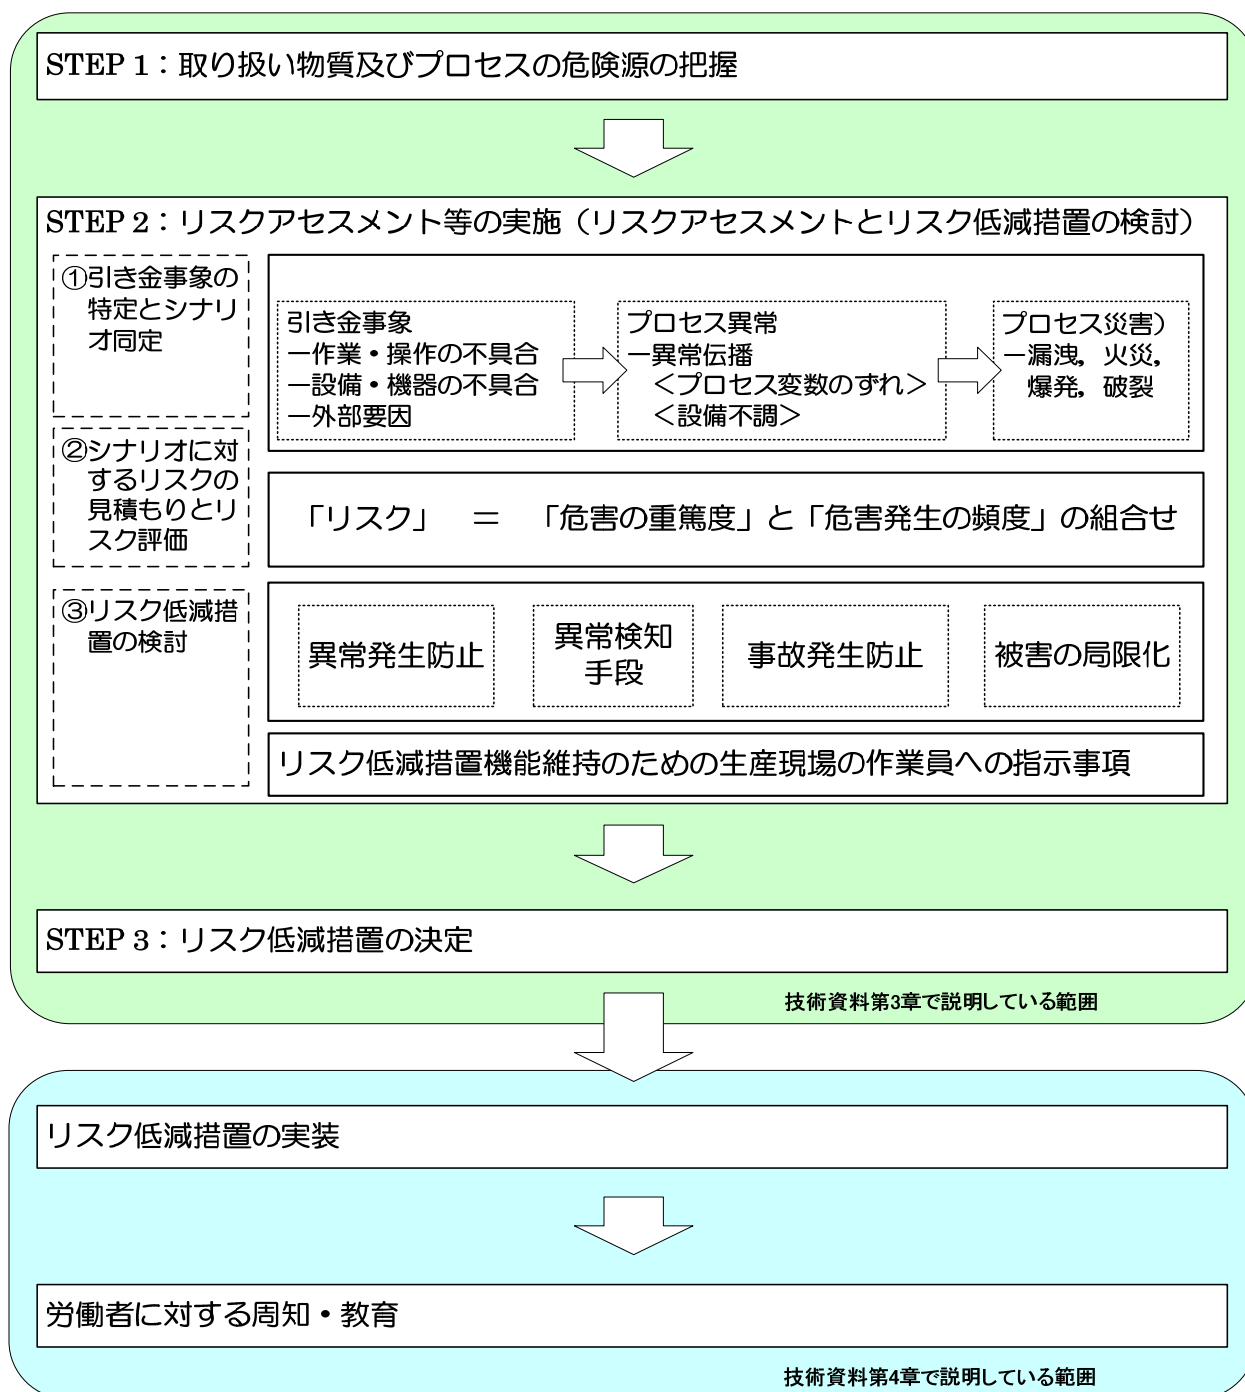 STEP 1：取り扱い物質及びプロセスの危険源の把握
STEP 2：リスクアセスメント等の実施（リスクアセスメントとリスク低減措置の検討）
①引き金事象の
特定とシナリ
オ同定
引き金事象
－作業・操作の不具合
－設備・機器の不具合
－外部要因
プロセス異常
－異常伝播
＜プロセス変数のずれ＞
＜設備不調＞
プロセス災害）
－漏洩，火災，
爆発，破裂
②シナリオに対
するリスクの
見積もりとリ
スク評価
「リスク」　＝　「危害の重篤度」と「危害発生の頻度」の組合せ
③リスク低減措
置の検討
異常発生防止
異常検知
手段
事故発生防止
被害の局限化
リスク低減措置機能維持のための生産現場の作業員への指示事項
STEP 3：リスク低減措置の決定
技術資料第3章で説明している範囲
リスク低減措置の実装
労働者に対する周知・教育
技術資料第4章で説明している範囲